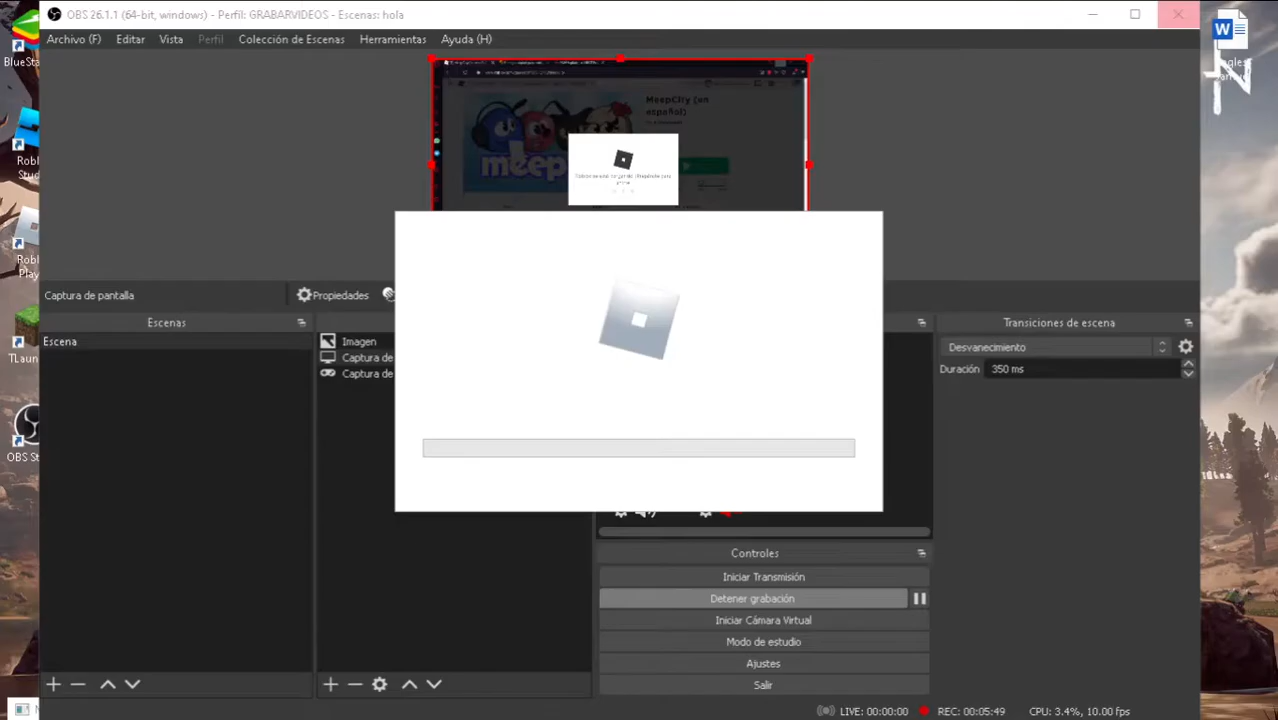 OBS 26.1.1 (64-bit, windows) - Perfil: GRABARVIDEOS - Escenas: hola
Archivo (F) Editar Vista Perfil Colección de Escenas Herramientas Ayuda (H)
BlueSta
MeepCity (en
español)
meep
Robl
Stud
Robl
Play
TLaun
OBS St
Captura de pantalla
Propiedades
Escenas
Escena
Imagen
Captura de
Captura de
Transiciones de escena
Desvanecimiento
Duración 350 ms
Controles
Iniciar Transmisión
Detener grabación
Iniciar Cámara Virtual
Modo de estudio
Ajustes
Salir
LIVE: 00:00:00 REC: 00:05:49 CPU: 3.4%, 10.00 fps